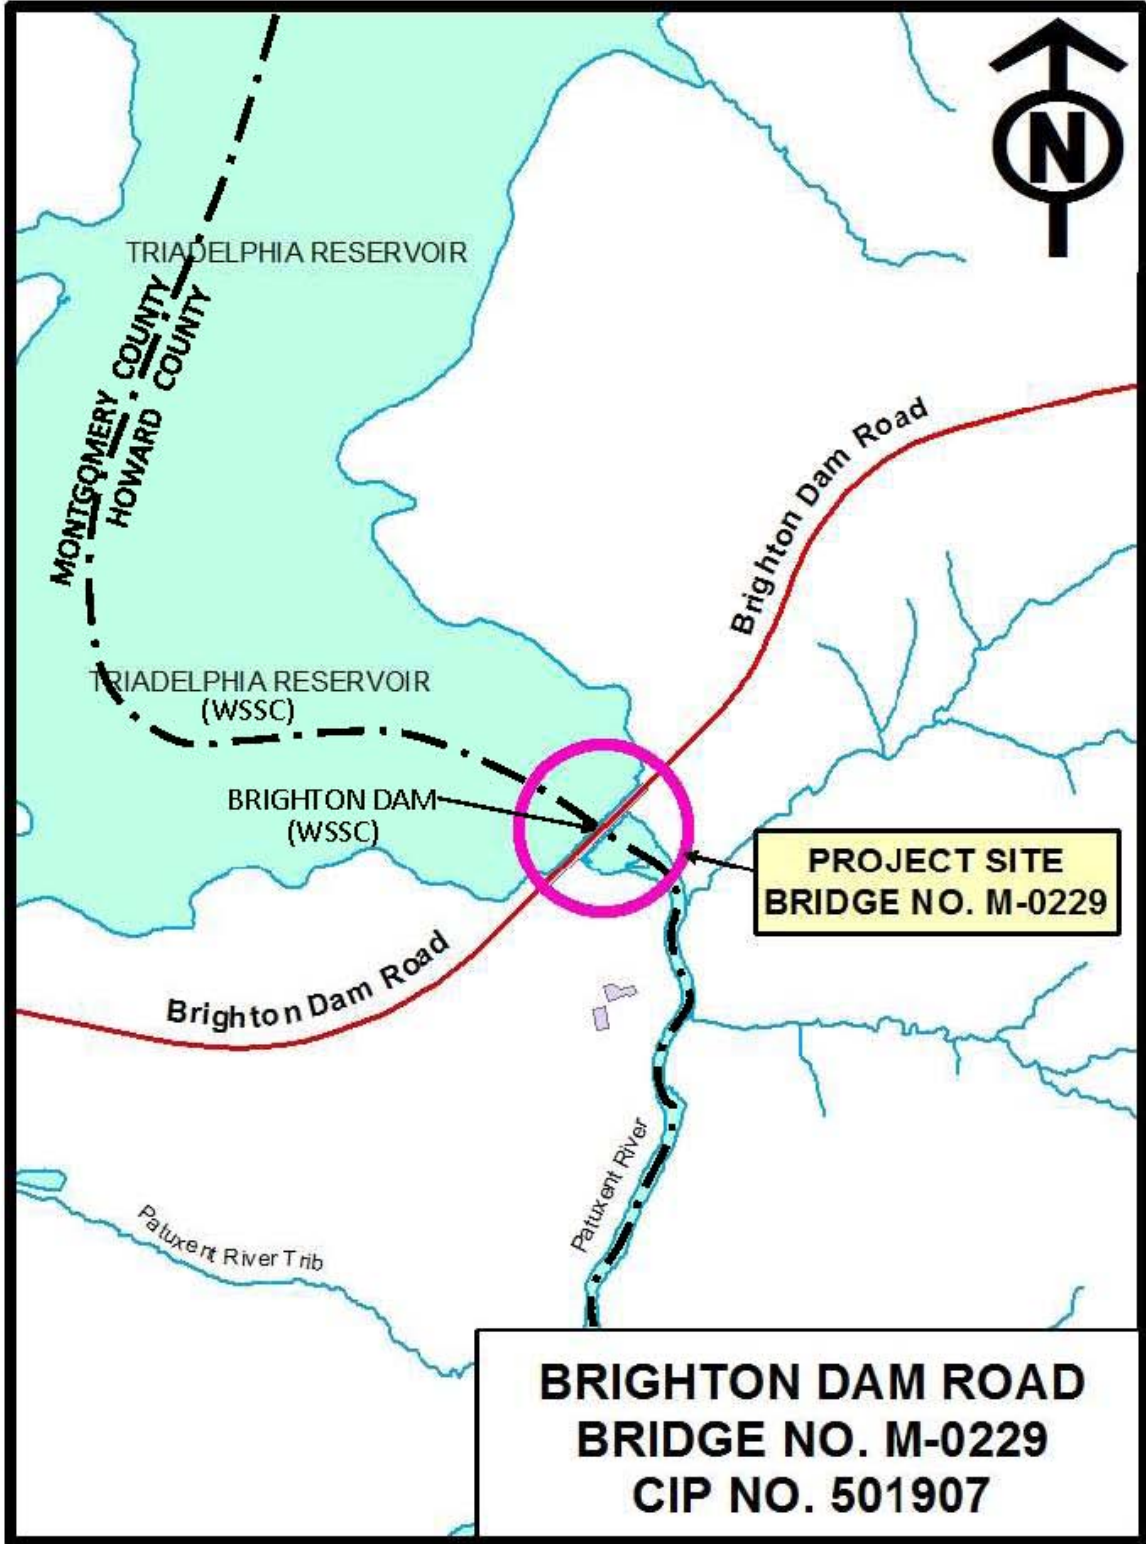 N
TRIADELPHIA RESERVOIR
MONTGOMERY COUNTY
HOWARD COUNTY
Brighton Dam Road
TRIADELPHIA RESERVOIR
(WSSC)
BRIGHTON DAM
(WSSC)
PROJECT SITE
BRIDGE NO. M-0229
Brighton Dam Road
Patuxent River
Patuxent River Trib
BRIGHTON DAM ROAD
BRIDGE NO. M-0229
CIP NO. 501907